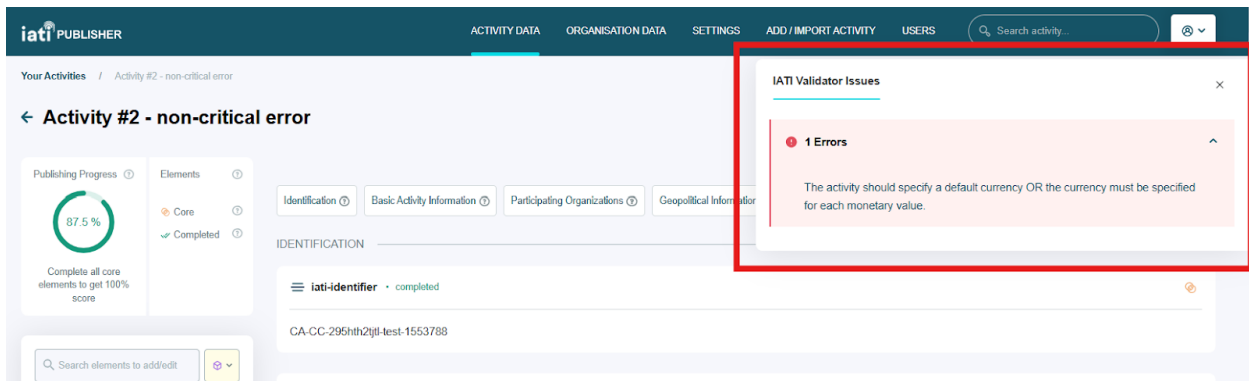 iati PUBLISHER
ACTIVITY DATA
ORGANISATION DATA
SETTINGS
ADD / IMPORT ACTIVITY
USERS
Search activity...
Your Activities / Activity #2 - non-critical error
Activity #2 - non-critical error
IATI Validator Issues
1 Errors
The activity should specify a default currency OR the currency must be specified
for each monetary value.
Publishing Progress
87.5 %
Complete all core
elements to get 100%
score
Elements
Core
Completed
Search elements to add/edit
Identification
Basic Activity Information
Participating Organizations
Geopolitical Information
IDENTIFICATION
iati-identifier • completed
CA-CC-295hth2tjtl-test-1553788